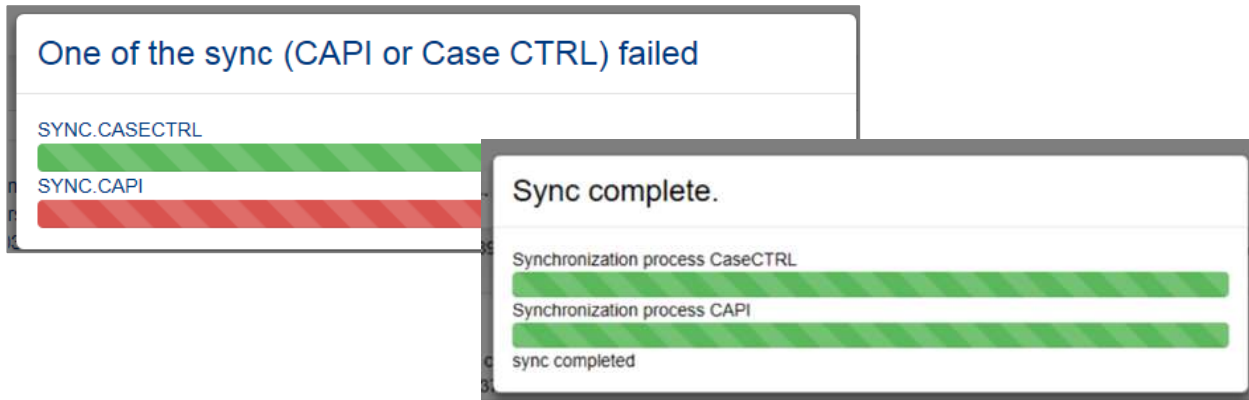 One of the sync (CAPI or Case CTRL) failed
SYNC.CASECTRL
SYNC.CAPI
Sync complete.
Synchronization process CaseCTRL
Synchronization process CAPI
sync completed